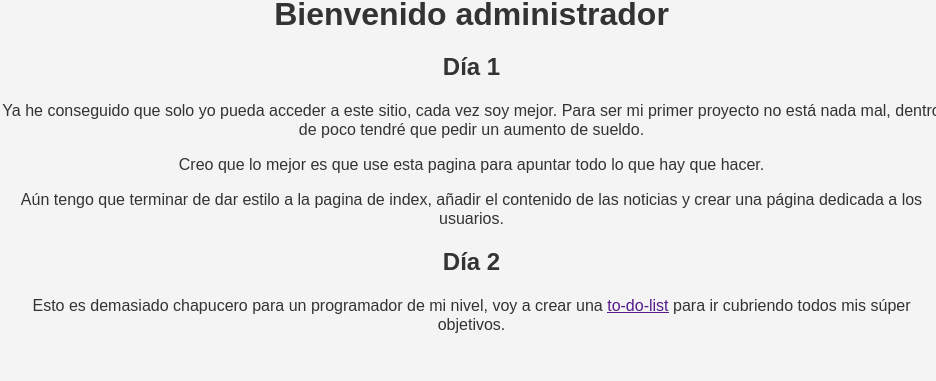 Bienvenido administrador
Día 1
Ya he conseguido que solo yo pueda acceder a este sitio, cada vez soy mejor. Para ser mi primer proyecto no está nada mal, dentro
de poco tendré que pedir un aumento de sueldo.
Creo que lo mejor es que use esta pagina para apuntar todo lo que hay que hacer.
Aún tengo que terminar de dar estilo a la pagina de index, añadir el contenido de las noticias y crear una página dedicada a los
usuarios.
Día 2
Esto es demasiado chapucero para un programador de mi nivel, voy a crear una to-do-list para ir cubriendo todos mis súper
objetivos.